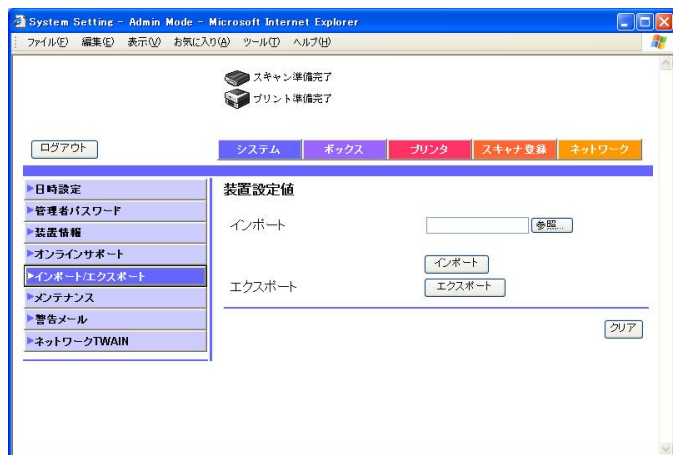 System Setting - Admin Mode - Microsoft Internet Explorer
ファイル(F) 編集(E) 表示(V) お気に入り(A) ツール(T) ヘルプ(H)
スキャン準備完了
プリント準備完了
ログアウト
システム ボックス プリンタ スキャナ登録 ネットワーク
日時設定
管理者パスワード
装置情報
オンラインサポート
インポート/エクスポート
メンテナンス
警告メール
ネットワークTWAIN
装置設定値
インポート 参照...
インポート
エクスポート エクスポート
クリア